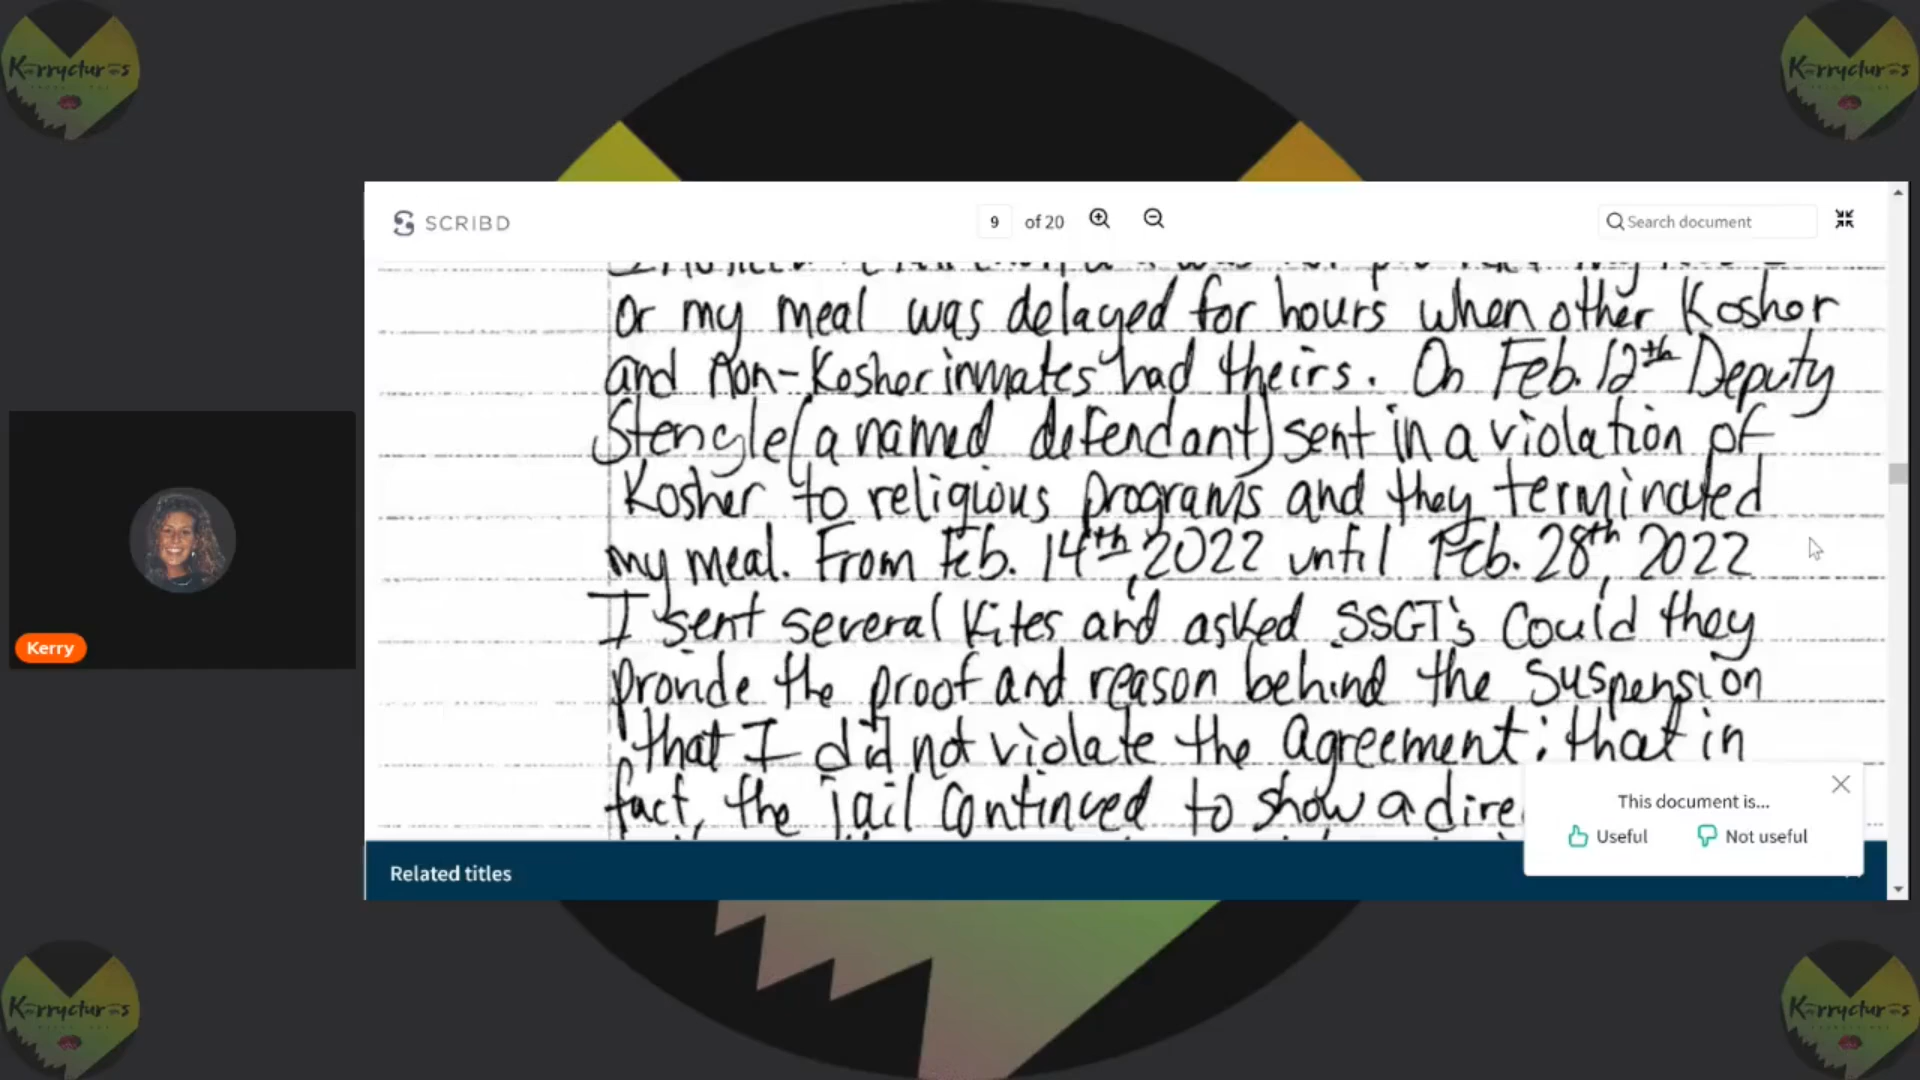 Kerryctures
Kerryctures
SCRIBD
9 of 20
Search document
or my meal was delayed for hours when other Kosher
and Non-Kosher inmates had theirs. On Feb. 12th Deputy
Stengle (a named defendant) sent in a violation of
Kosher to religious programs and they terminated
my meal. From Feb. 14th, 2022 until Feb. 28th, 2022
I sent several Kites and asked SSGT's Could they
provide the proof and reason behind the Suspension
that I did not violate the Agreement; that in
fact, the jail Continued to show a dire
Kerry
This document is...
Useful
Not useful
Related titles
Kerryctures
Kerryctures